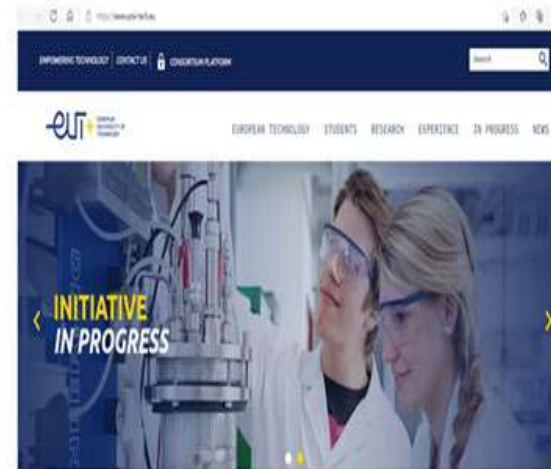 EMPOWERING TECHNOLOGY CONTACT US CONSORTIUM PLATFORM
Search
EUT+ EUROPEAN UNIVERSITY OF TECHNOLOGY
EUROPEAN TECHNOLOGY STUDENTS RESEARCH EXPERIENCE IN PROGRESS NEWS
INITIATIVE
IN PROGRESS